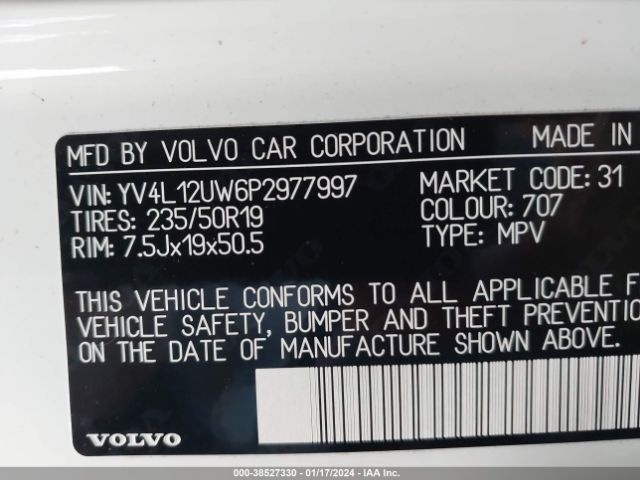 MFD BY VOLVO CAR CORPORATION MADE IN
VIN: YV4L12UW6P2977997 MARKET CODE: 31
TIRES: 235/50R19 COLOUR: 707
RIM: 7.5Jx19x50.5 TYPE: MPV
THIS VEHICLE CONFORMS TO ALL APPLICABLE F
VEHICLE SAFETY, BUMPER AND THEFT PREVENTION
ON THE DATE OF MANUFACTURE SHOWN ABOVE.
VOLVO
000-38527330 - 01/17/2024 - IAA Inc.